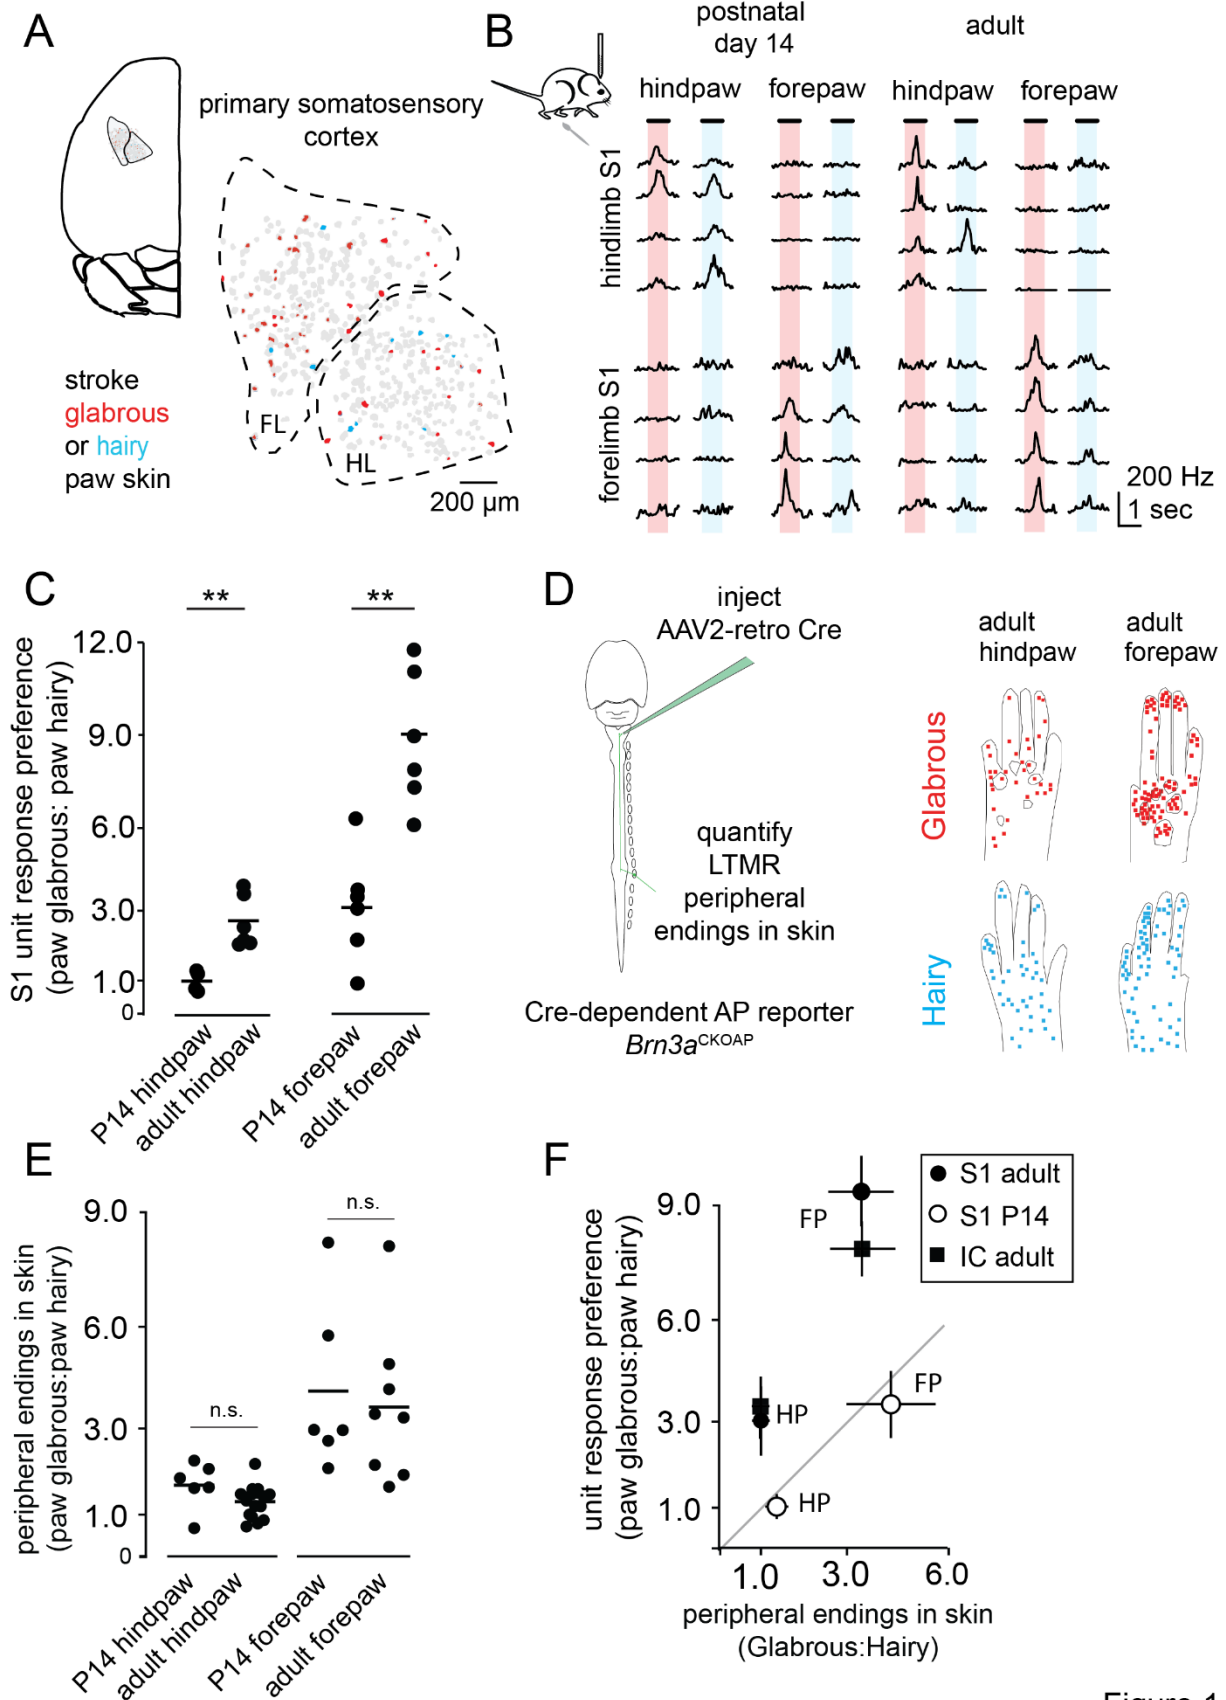 A
primary somatosensory
cortex
stroke
glabrous
or hairy
paw skin
FL
HL
200 µm
B
postnatal
day 14
adult
hindpaw
forepaw
hindpaw
forepaw
hindlimb S1
forelimb S1
200 Hz
1 sec
C
**
**
S1 unit response preference
(paw glabrous: paw hairy)
12.0
9.0
6.0
3.0
1.0
0
P14 hindpaw
adult hindpaw
P14 forepaw
adult forepaw
D
inject
AAV2-retro Cre
quantify
LTMR
peripheral
endings in skin
Cre-dependent AP reporter
Brn3aCKOAP
adult
hindpaw
adult
forepaw
Glabrous
Hairy
E
peripheral endings in skin
(paw glabrous:paw hairy)
9.0
6.0
3.0
1.0
0
n.s.
n.s.
P14 hindpaw
adult hindpaw
P14 forepaw
adult forepaw
F
S1 adult
S1 P14
IC adult
unit response preference
(paw glabrous:paw hairy)
9.0
6.0
3.0
1.0
FP
HP
FP
HP
1.0
3.0
6.0
peripheral endings in skin
(Glabrous:Hairy)
Figure 1